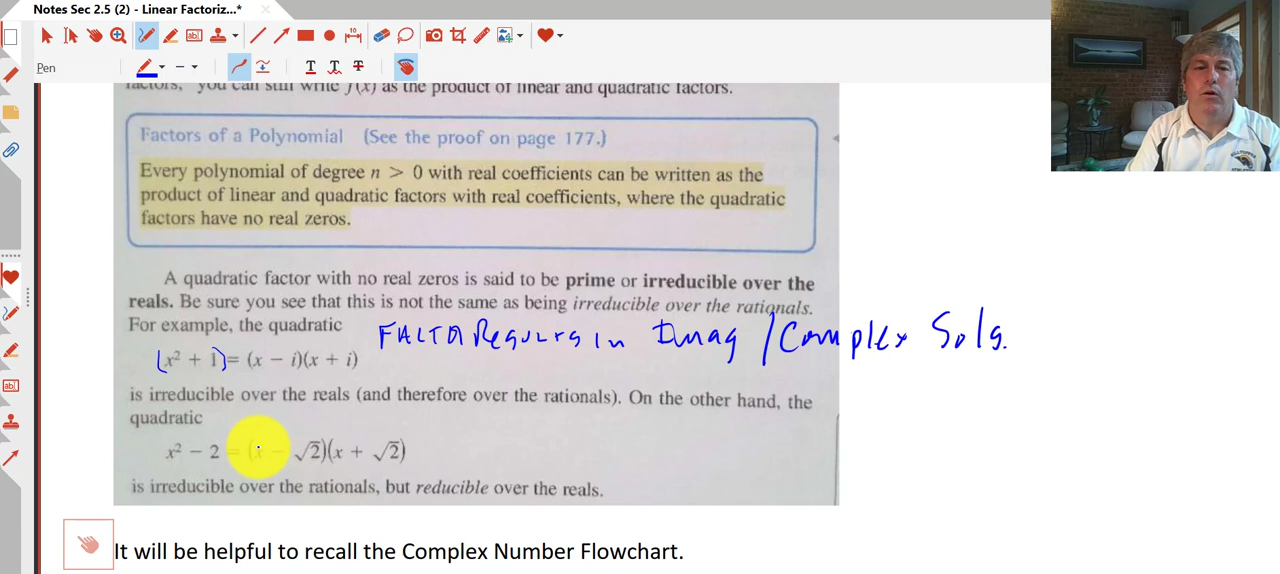 Notes Sec 2.5 (2) - Linear Factoriz...*
Pen
factors, you can still write f(x) as the product of linear and quadratic factors.
Factors of a Polynomial (See the proof on page 177.)
Every polynomial of degree n > 0 with real coefficients can be written as the
product of linear and quadratic factors with real coefficients, where the quadratic
factors have no real zeros.
A quadratic factor with no real zeros is said to be prime or irreducible over the
reals. Be sure you see that this is not the same as being irreducible over the rationals.
For example, the quadratic
Results in Imag / Complex Sols.
(x² + 1) = (x − i)(x + i)
is irreducible over the reals (and therefore over the rationals). On the other hand, the
quadratic
x² − 2 = (x − √2)(x + √2)
is irreducible over the rationals, but reducible over the reals.
It will be helpful to recall the Complex Number Flowchart.